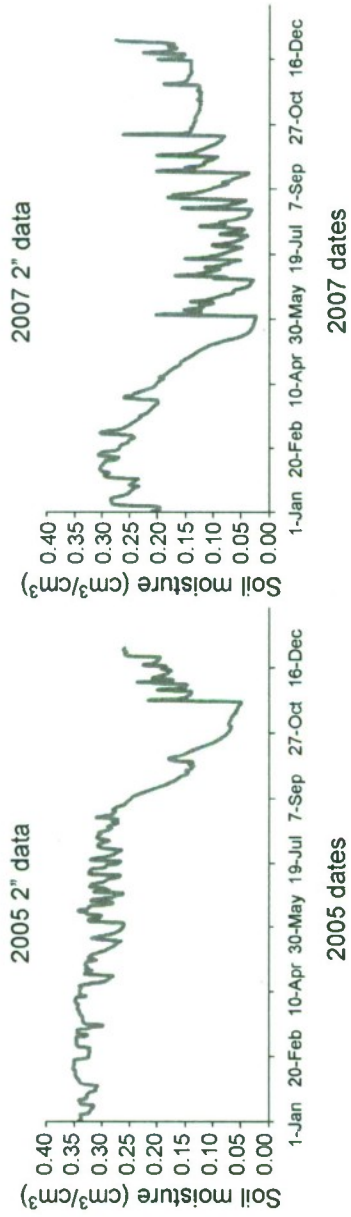 2005 2” data
Soil moisture (cm³/cm³)
0.40
0.35
0.30
0.25
0.20
0.15
0.10
0.05
0.00
1-Jan 20-Feb 10-Apr 30-May 19-Jul 7-Sep 27-Oct 16-Dec
2005 dates
2007 2” data
Soil moisture (cm³/cm³)
0.40
0.35
0.30
0.25
0.20
0.15
0.10
0.05
0.00
1-Jan 20-Feb 10-Apr 30-May 19-Jul 7-Sep 27-Oct 16-Dec
2007 dates